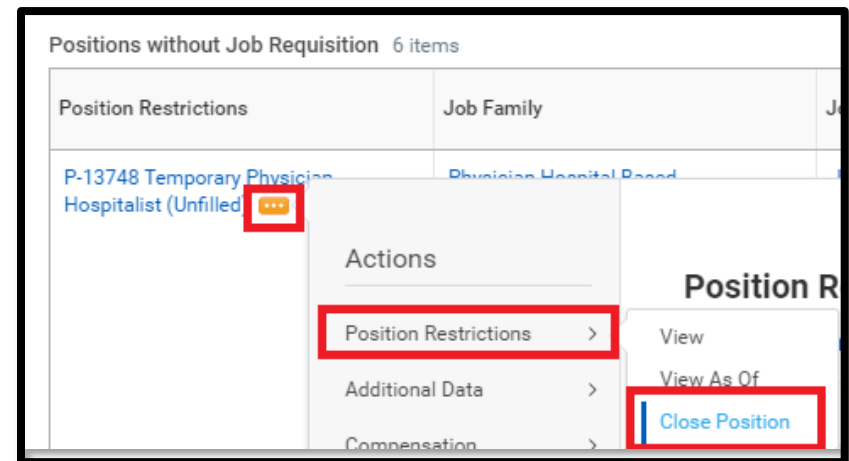 Positions without Job Requisition 6 items
Position Restrictions Job Family
P-13748 Temporary Physician Physician Hospital Based
Hospitalist (Unfilled)
Actions
Position R
Position Restrictions
View
View As Of
Additional Data
Close Position
Compensation